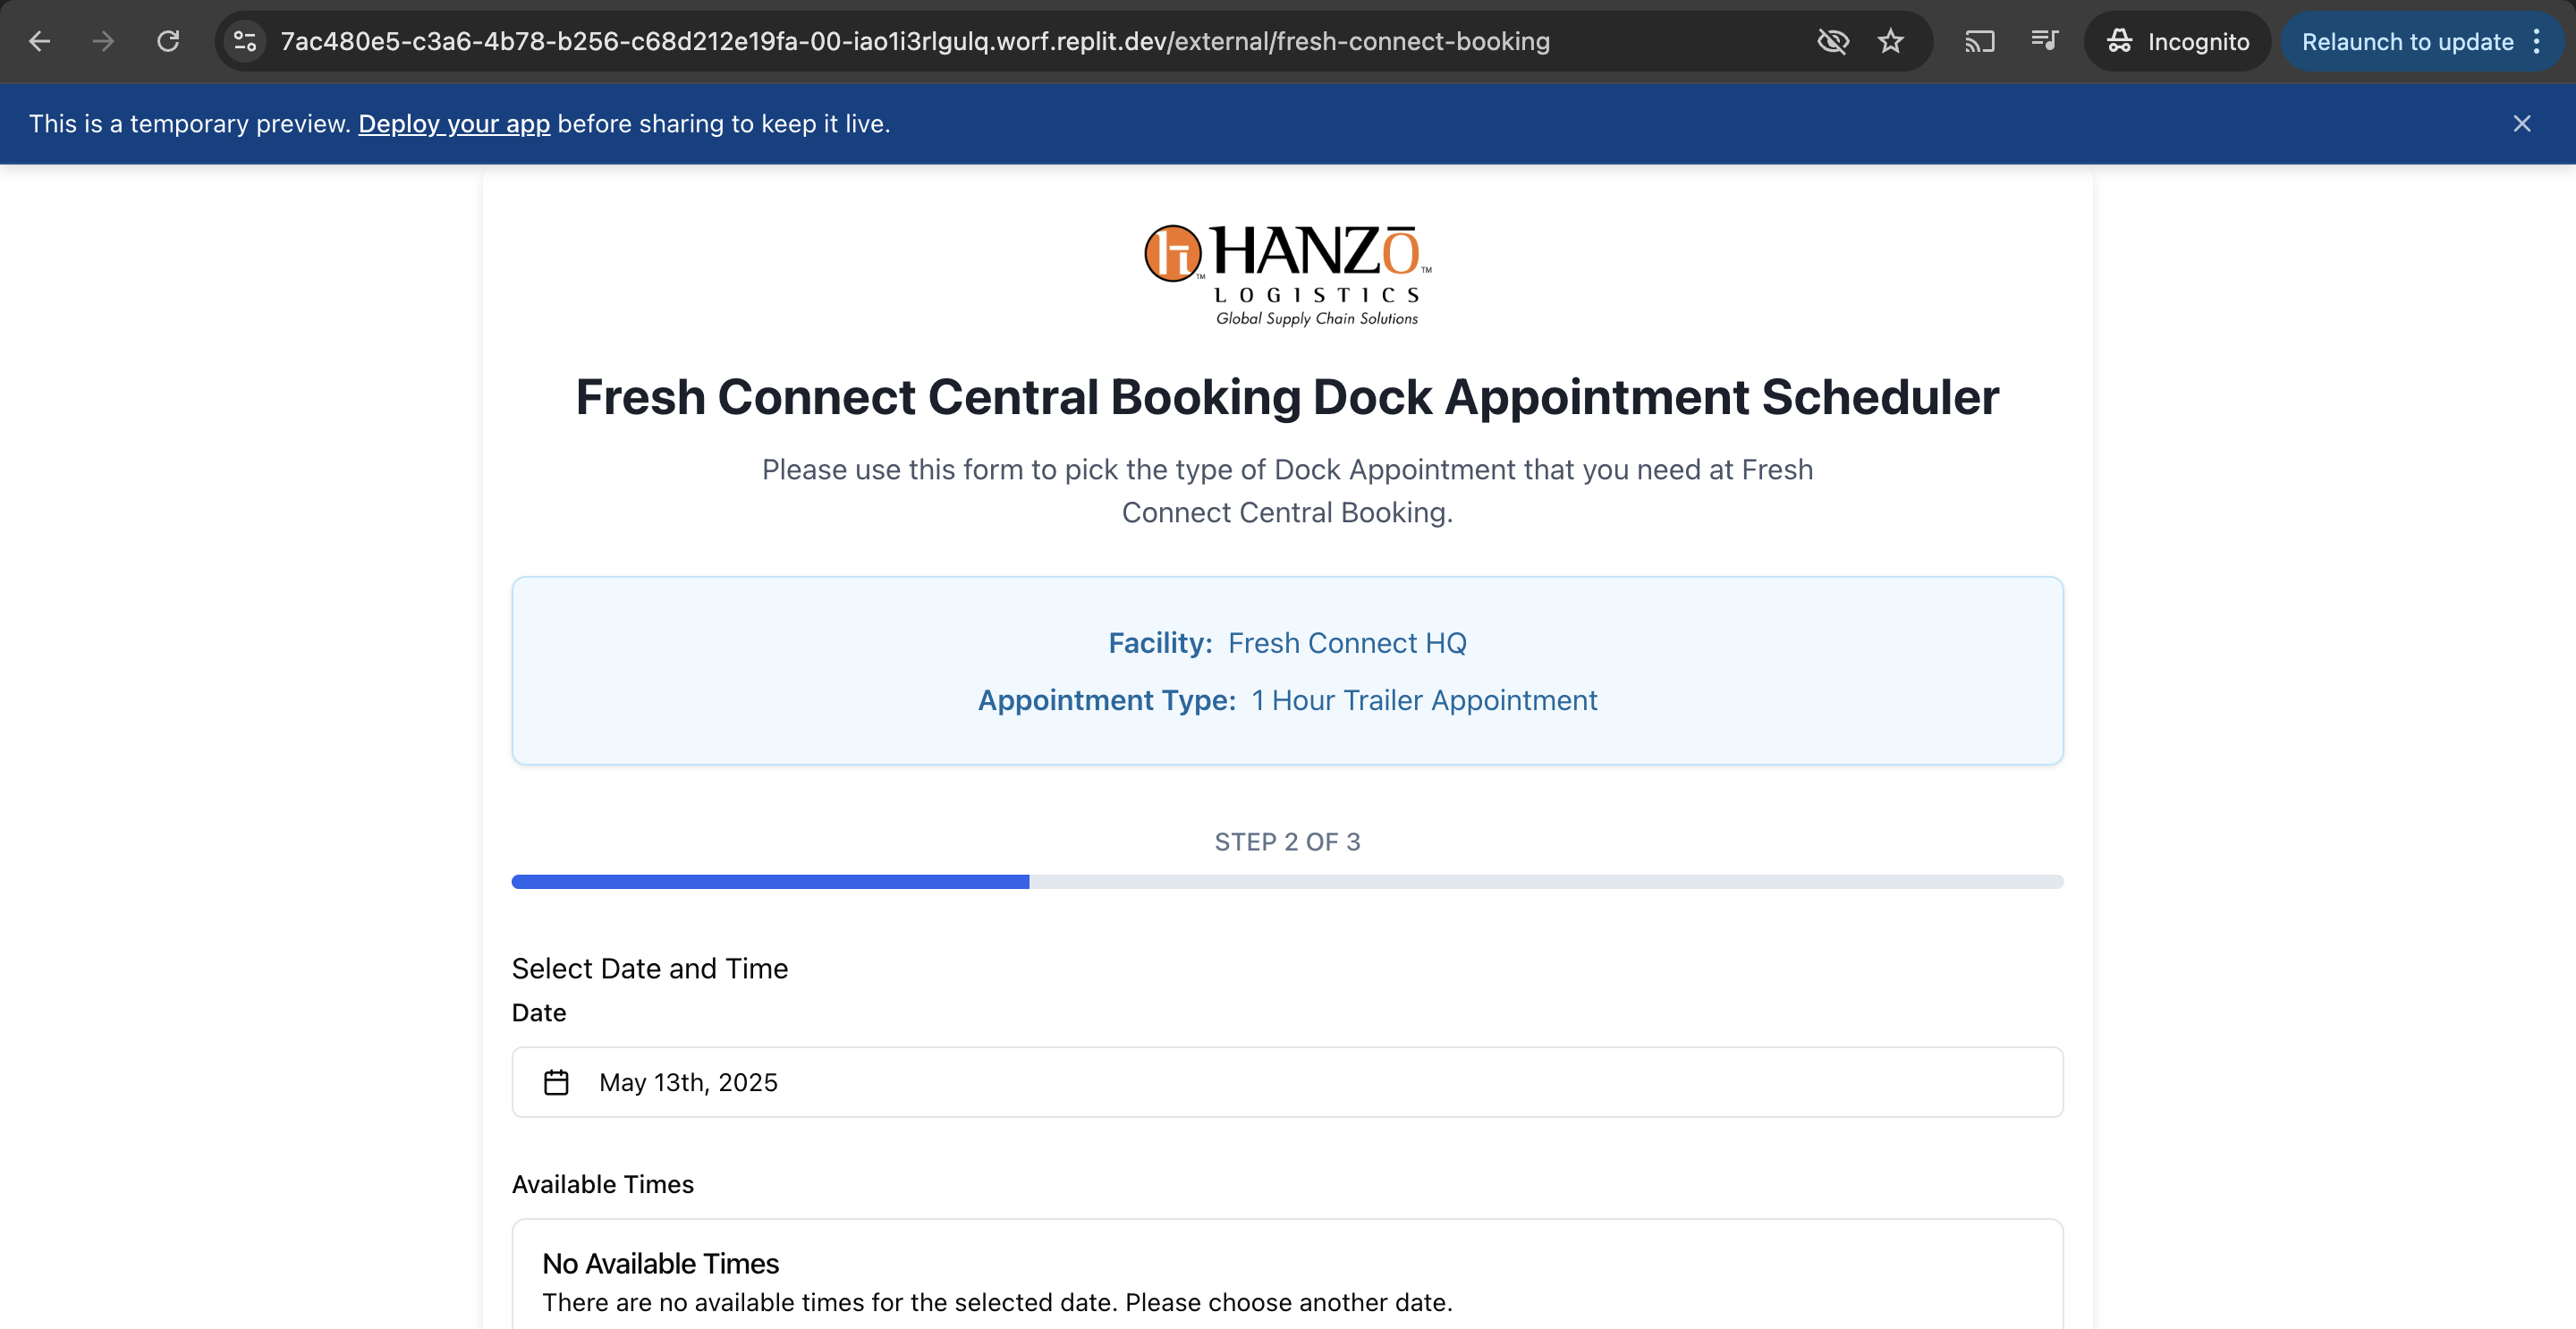 7ac480e5-c3a6-4b78-b256-c68d212e19fa-00-iao1i3rlgulq.worf.replit.dev/external/fresh-connect-booking
Incognito
Relaunch to update
This is a temporary preview. Deploy your app before sharing to keep it live.
HANZŌ™
LOGISTICS
Global Supply Chain Solutions
Fresh Connect Central Booking Dock Appointment Scheduler
Please use this form to pick the type of Dock Appointment that you need at Fresh
Connect Central Booking.
Facility: Fresh Connect HQ
Appointment Type: 1 Hour Trailer Appointment
STEP 2 OF 3
Select Date and Time
Date
May 13th, 2025
Available Times
No Available Times
There are no available times for the selected date. Please choose another date.